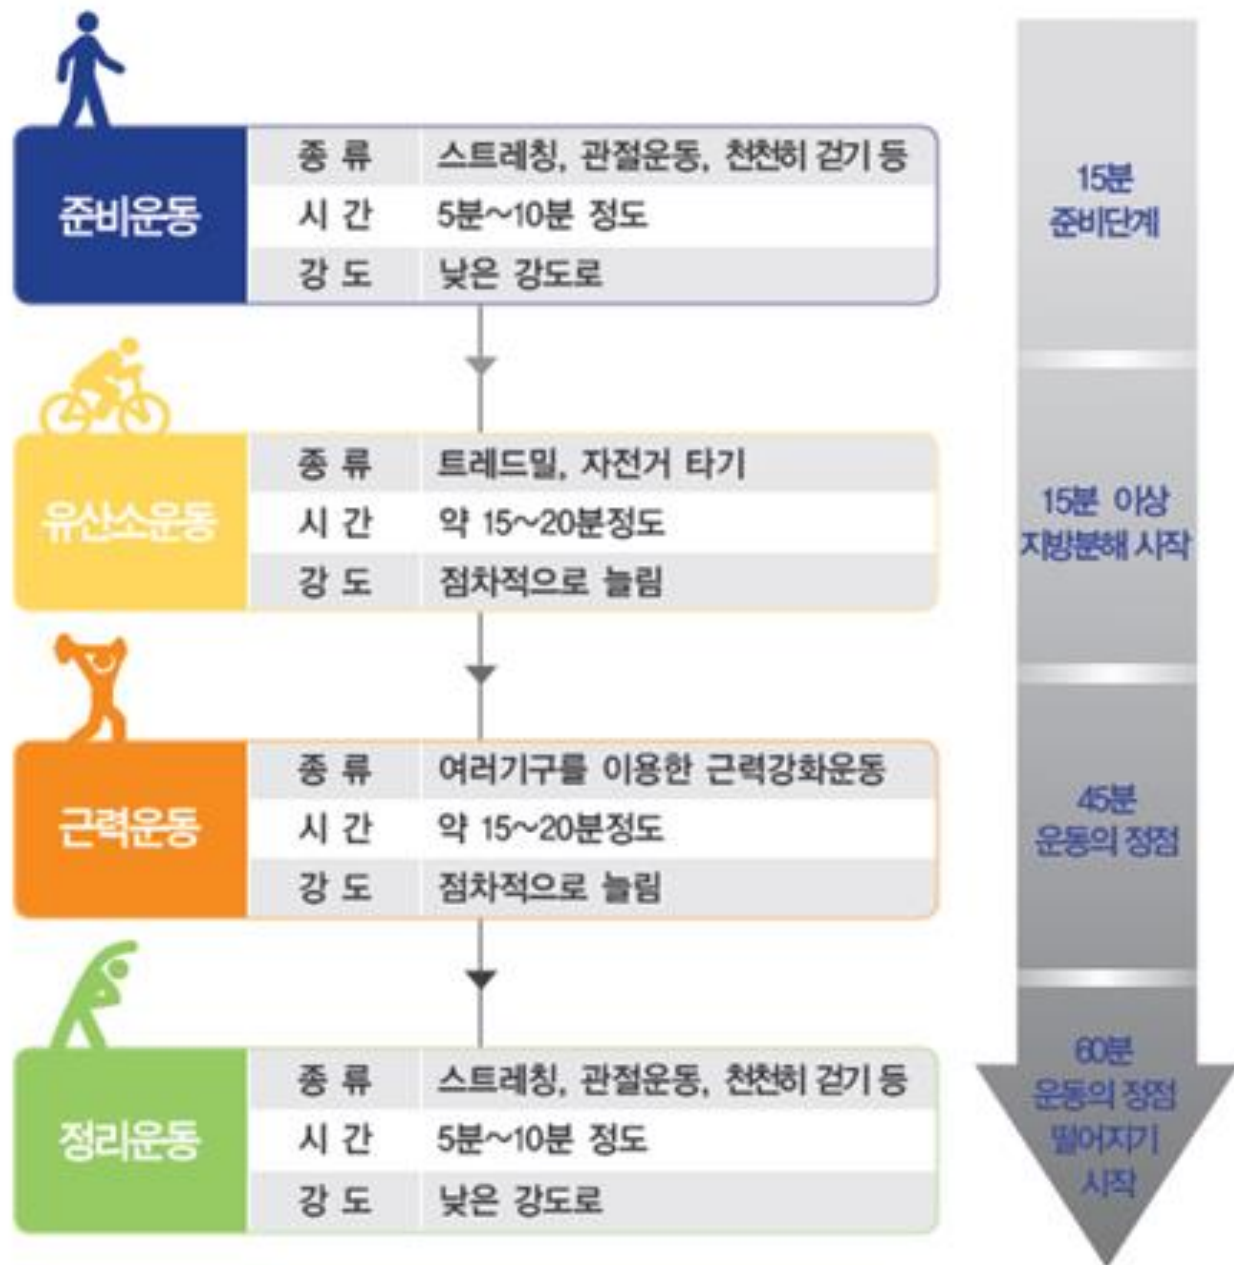 준비운동
종 류 스트레칭, 관절운동, 천천히 걷기 등
시 간 5분~10분 정도
강 도 낮은 강도로
유산소운동
종 류 트레드밀, 자전거 타기
시 간 약 15~20분정도
강 도 점차적으로 늘림
근력운동
종 류 여러기구를 이용한 근력강화운동
시 간 약 15~20분정도
강 도 점차적으로 늘림
정리운동
종 류 스트레칭, 관절운동, 천천히 걷기 등
시 간 5분~10분 정도
강 도 낮은 강도로
15분
준비단계
15분 이상
지방분해 시작
45분
운동의 정점
60분
운동의 정점
떨어지기
시작